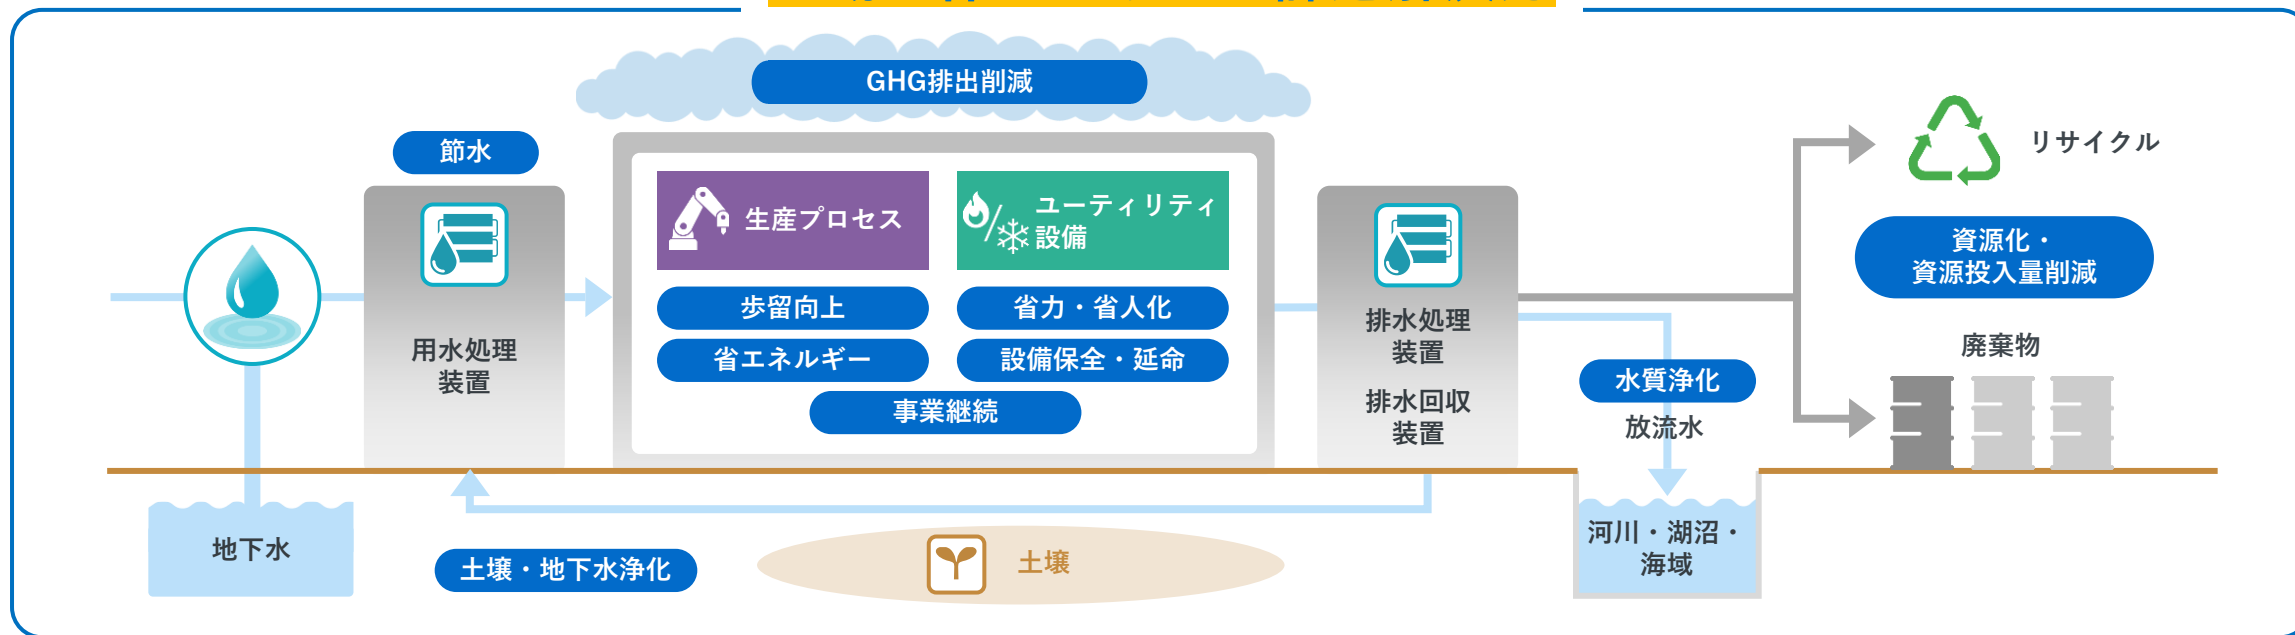 GHG排出削減
節水
生産プロセス
ユーティリティ
設備
歩留向上
省力・省人化
省エネルギー
設備保全・延命
事業継続
用水処理
装置
排水処理
装置
排水回収
装置
リサイクル
資源化・
資源投入量削減
廃棄物
水質浄化
放流水
地下水
土壌・地下水浄化
土壌
河川・湖沼・
海域